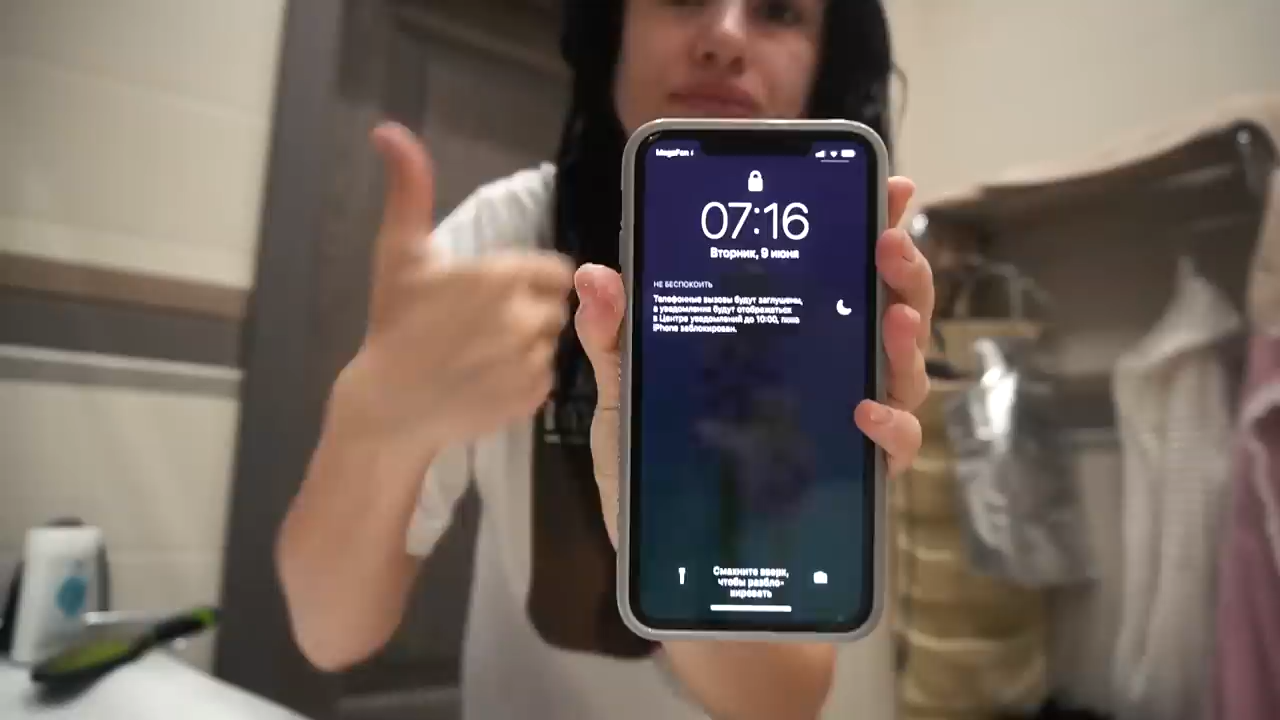 MegaFon
07:16
Вторник, 9 июня
НЕ БЕСПОКОИТЬ
Телефонные вызовы будут заглушены,
а уведомления будут отображаться
в Центре уведомлений до 10:00, пока
iPhone заблокирован.
Смахните вверх,
чтобы разбло-
кировать